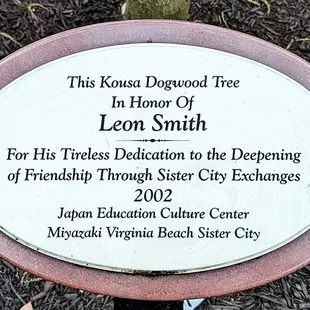 This Kousa Dogwood Tree
In Honor Of
Leon Smith
For His Tireless Dedication to the Deepening
of Friendship Through Sister City Exchanges
2002
Japan Education Culture Center
Miyazaki Virginia Beach Sister City